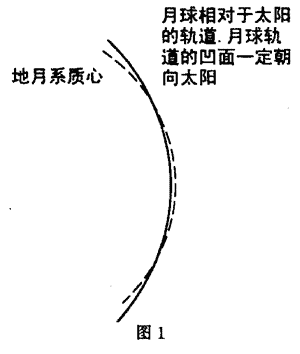 月球相对于太阳
的轨道.月球轨
道的凹面一定朝
向太阳
地月系质心
图1